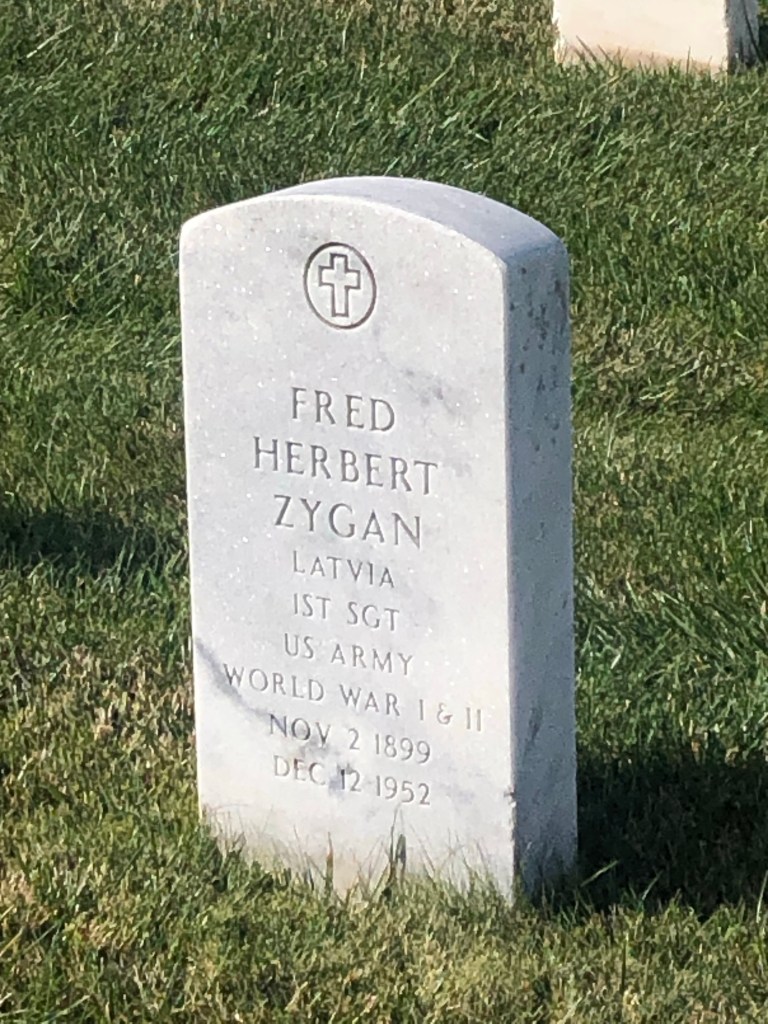 FRED
HERBERT
ZYGAN
LATVIA
1ST SGT
US ARMY
WORLD WAR I & II
NOV 2 1899
DEC 12 1952